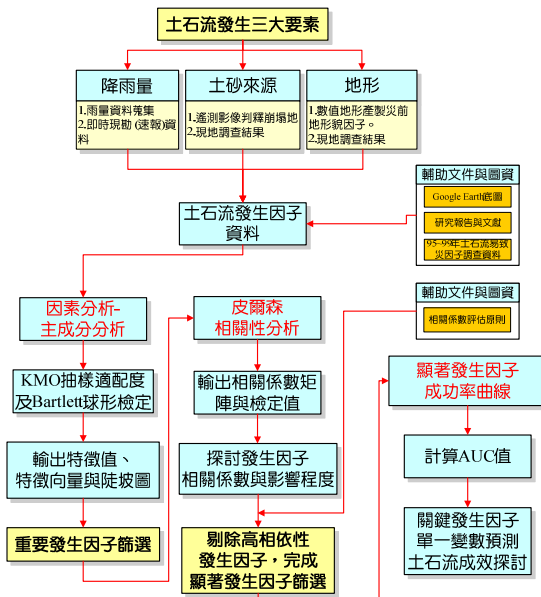 土石流發生三大要素
降雨量
1.雨量資料蒐集
2.即時現勘 (速報)資
料
土砂來源
1.遙測影像判釋崩塌地
2.現地調查結果
地形
1.數值地形產製災前
地形貌因子。
2.現地調查結果
土石流發生因子
資料
輔助文件與圖資
Google Earth底圖
研究報告與文獻
95~99年土石流易致
災因子調查資料
因素分析-
主成分分析
KMO抽樣適配度
及Bartlett球形檢定
輸出特徵值、
特徵向量與陡坡圖
重要發生因子篩選
皮爾森
相關性分析
輸出相關係數矩
陣與檢定值
探討發生因子
相關係數與影響程度
剔除高相依性
發生因子，完成
顯著發生因子篩選
輔助文件與圖資
相關係數評估原則
顯著發生因子
成功率曲線
計算AUC值
關鍵發生因子
單一變數預測
土石流成效探討